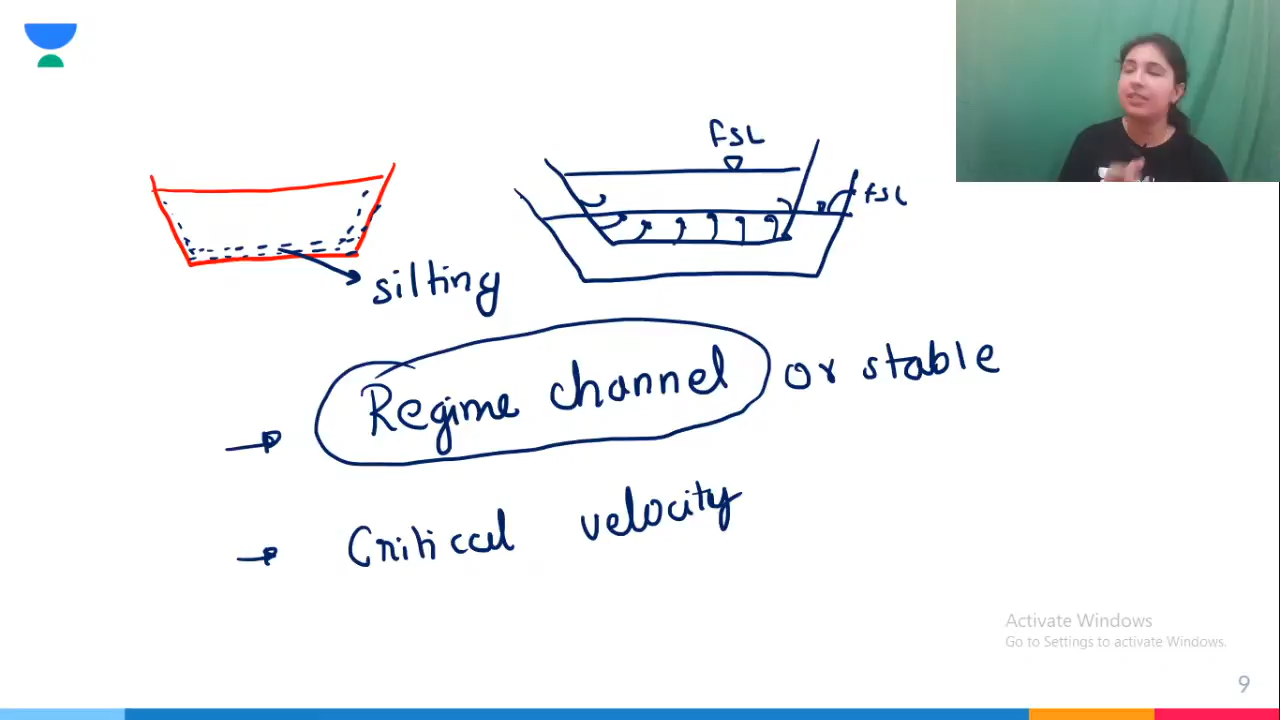 FSL
FSL
silting
Regime channel or stable
Critical velocity
Activate Windows
Go to Settings to activate Windows.
9